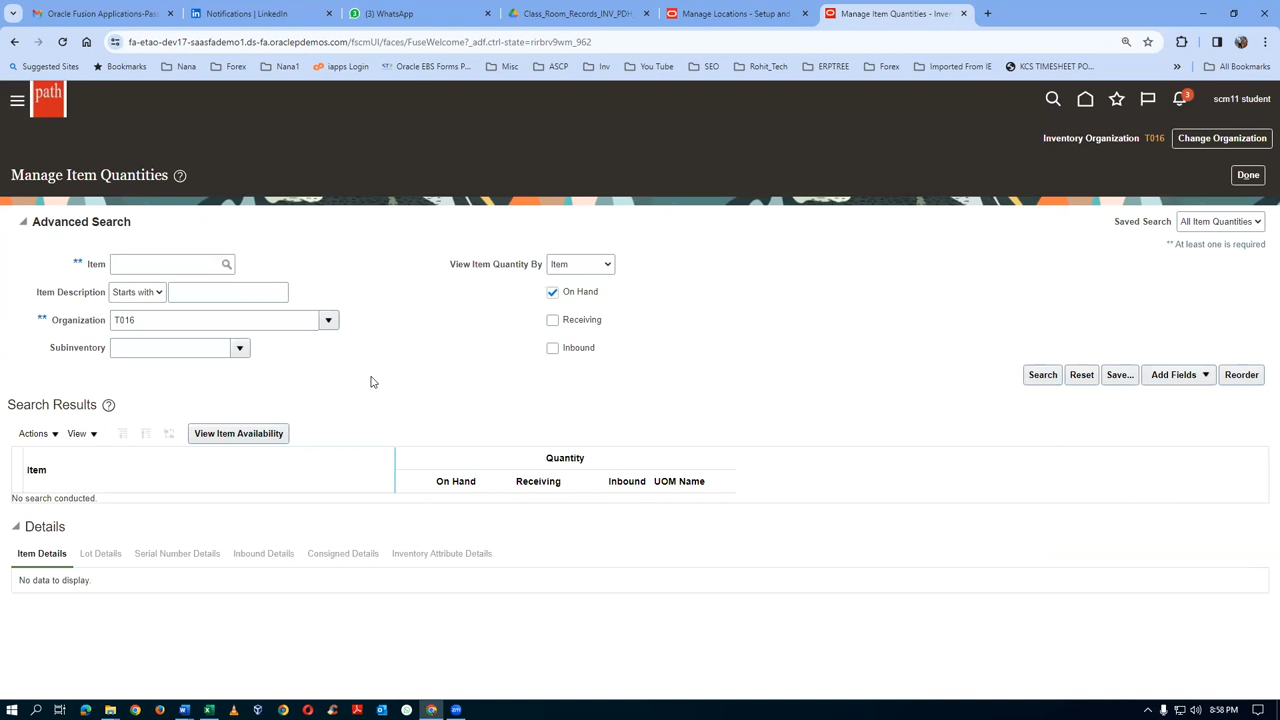 Oracle Fusion Applications-Pass
Notifications | LinkedIn
(3) WhatsApp
Class_Room_Records_INV_PDH_
Manage Locations - Setup and
Manage Item Quantities - Inven
fa-etao-dev17-saasfademo1.ds-fa.oraclepdemos.com/fscmUI/faces/FuseWelcome?_adf.ctrl-state=rirbrv9wm_962
Suggested Sites
Bookmarks
Nana
Forex
Nana1
iapps Login
Oracle EBS Forms P...
Misc
ASCP
Inv
You Tube
SEO
Rohit_Tech
ERPTREE
Forex
Imported From IE
KCS TIMESHEET PO...
All Bookmarks
path
3
scm11 student
Inventory Organization T016 Change Organization
Manage Item Quantities
Done
Advanced Search
Saved Search All Item Quantities
** At least one is required
** Item
View Item Quantity By Item
Item Description Starts with
On Hand
** Organization T016
Receiving
Subinventory
Inbound
Search Reset Save... Add Fields Reorder
Search Results
Actions View View Item Availability
Item
Quantity
On Hand Receiving Inbound UOM Name
No search conducted.
Details
Item Details Lot Details Serial Number Details Inbound Details Consigned Details Inventory Attribute Details
No data to display.
8:58 PM